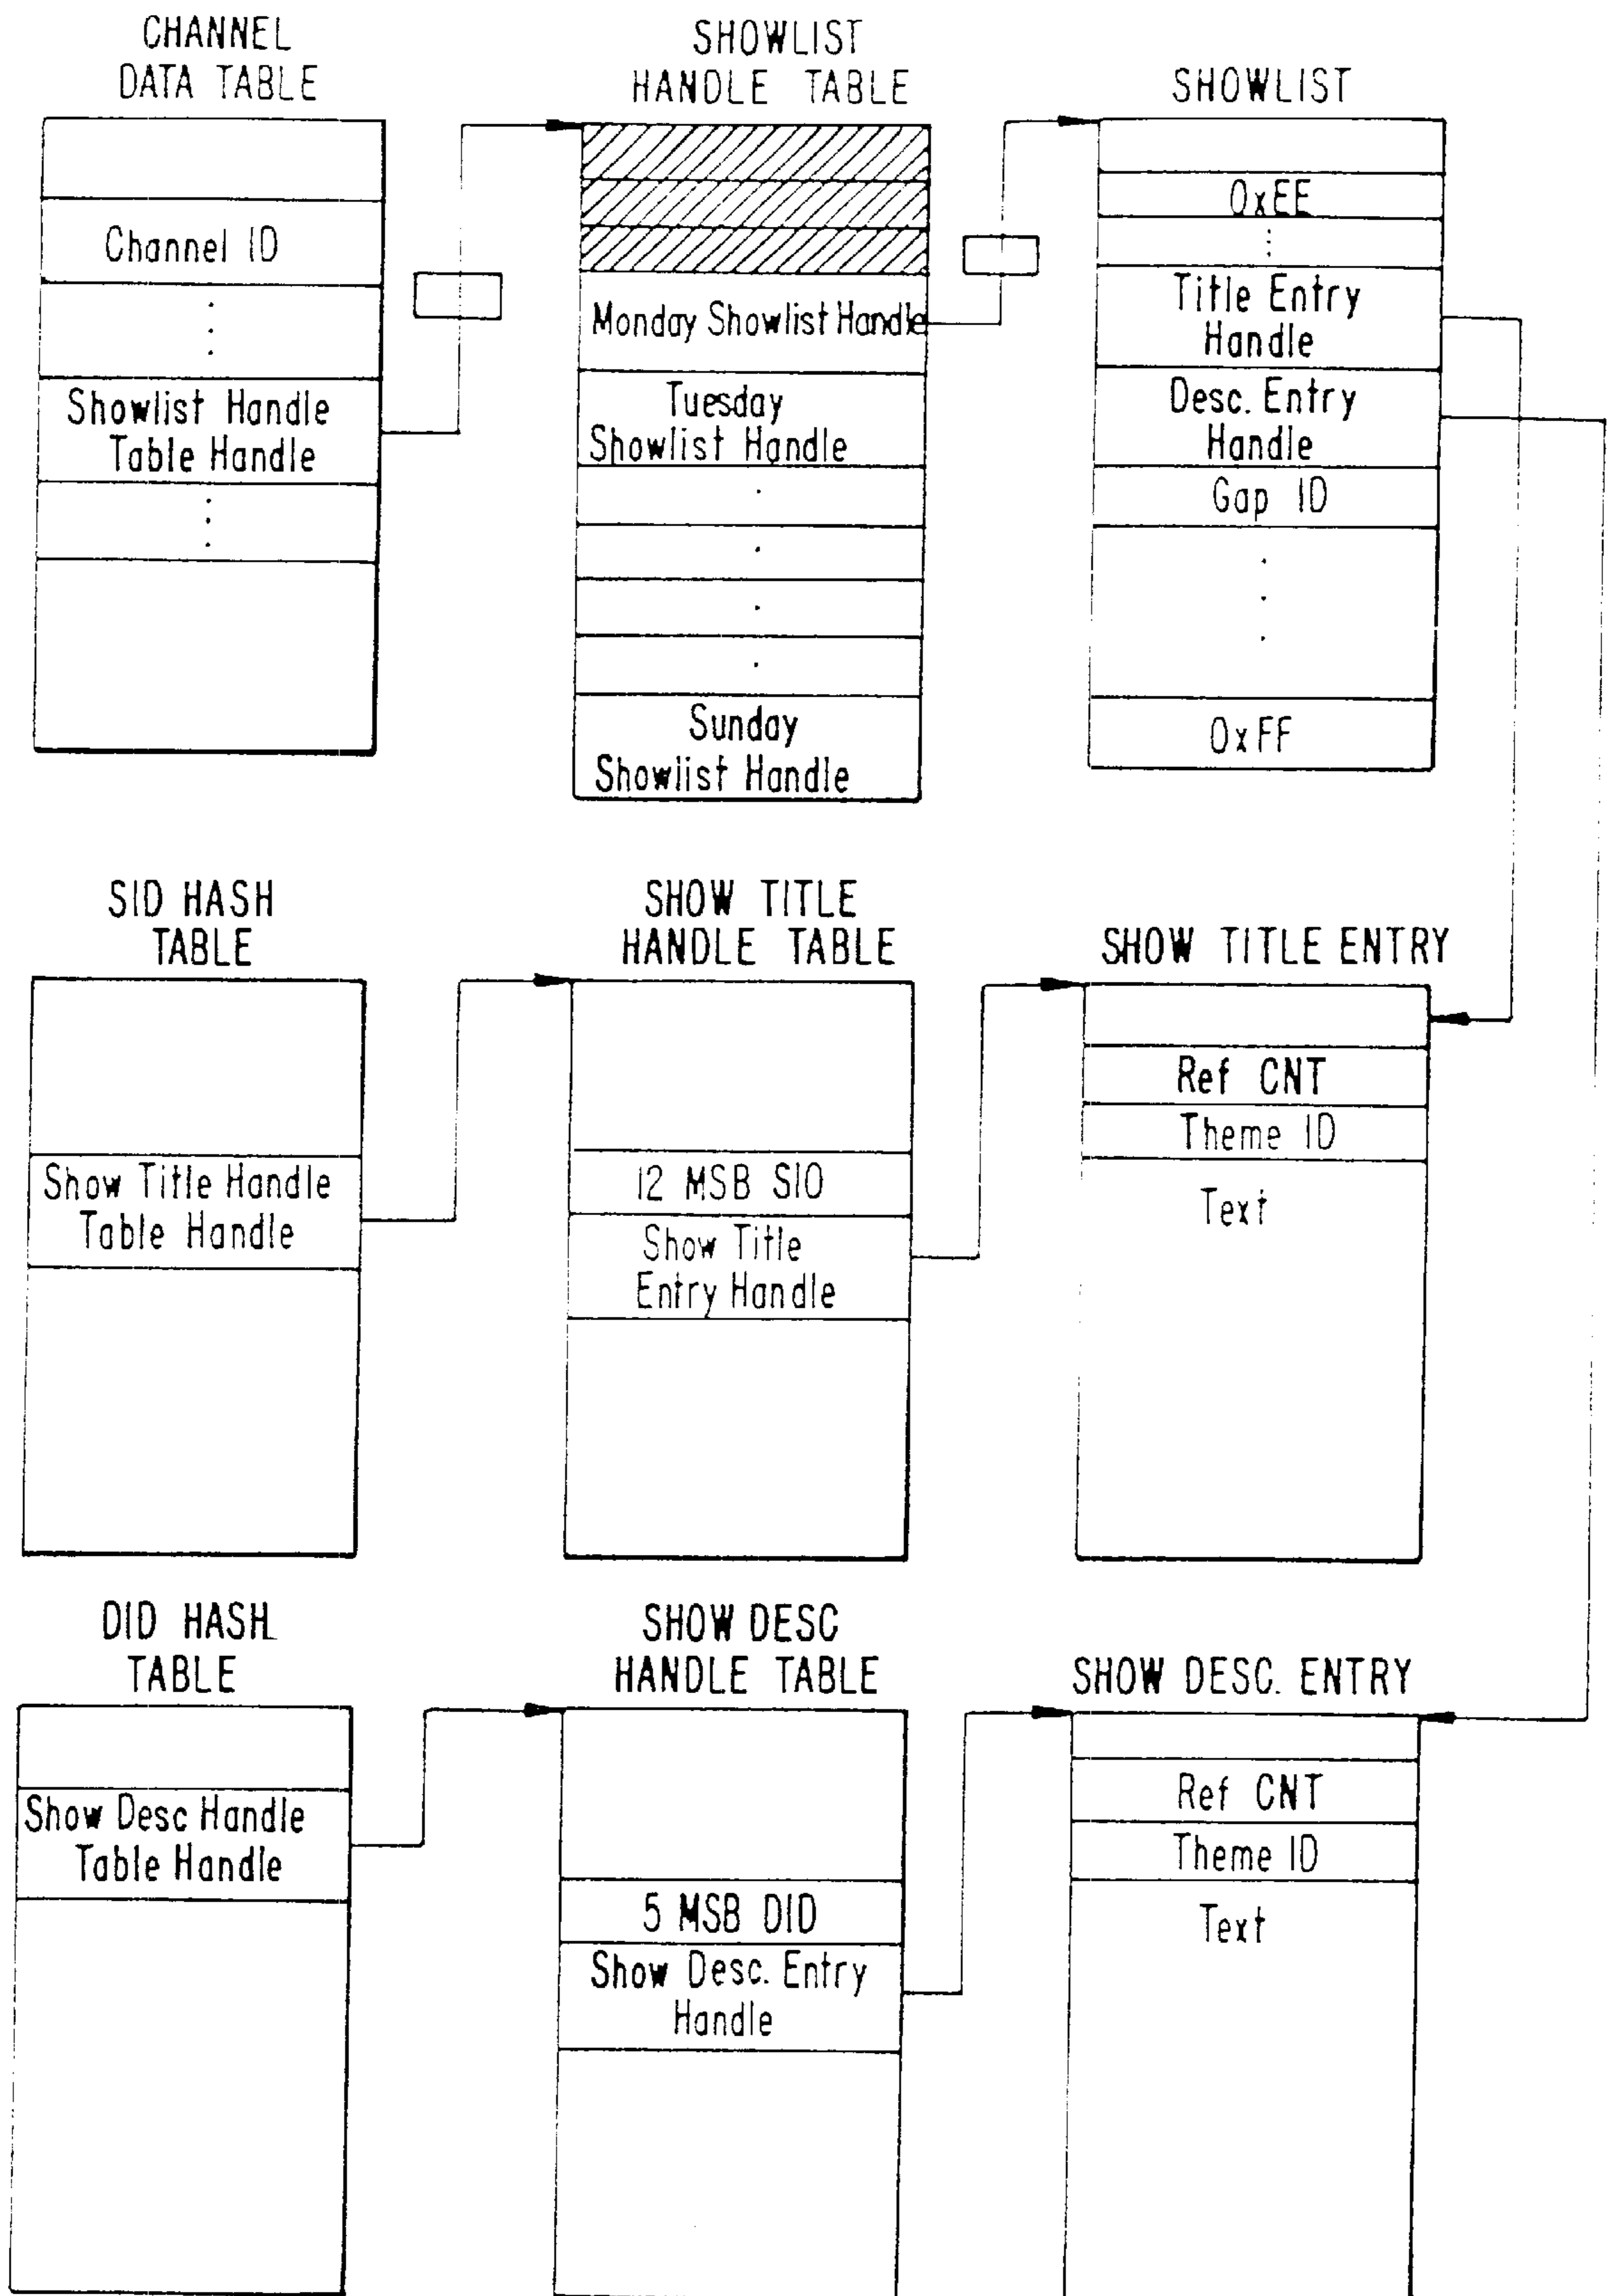 CHANNEL
DATA TABLE
Channel ID
Showlist Handle
Table Handle
SHOWLIST
HANDLE TABLE
Monday Showlist Handle
Tuesday
Showlist Handle
Sunday
Showlist Handle
SHOWLIST
0xEE
Title Entry
Handle
Desc. Entry
Handle
Gap ID
0xFF
SID HASH
TABLE
Show Title Handle
Table Handle
SHOW TITLE
HANDLE TABLE
12 MSB SIO
Show Title
Entry Handle
SHOW TITLE ENTRY
Ref CNT
Theme ID
Text
DID HASH
TABLE
Show Desc Handle
Table Handle
SHOW DESC
HANDLE TABLE
5 MSB DID
Show Desc. Entry
Handle
SHOW DESC. ENTRY
Ref CNT
Theme ID
Text